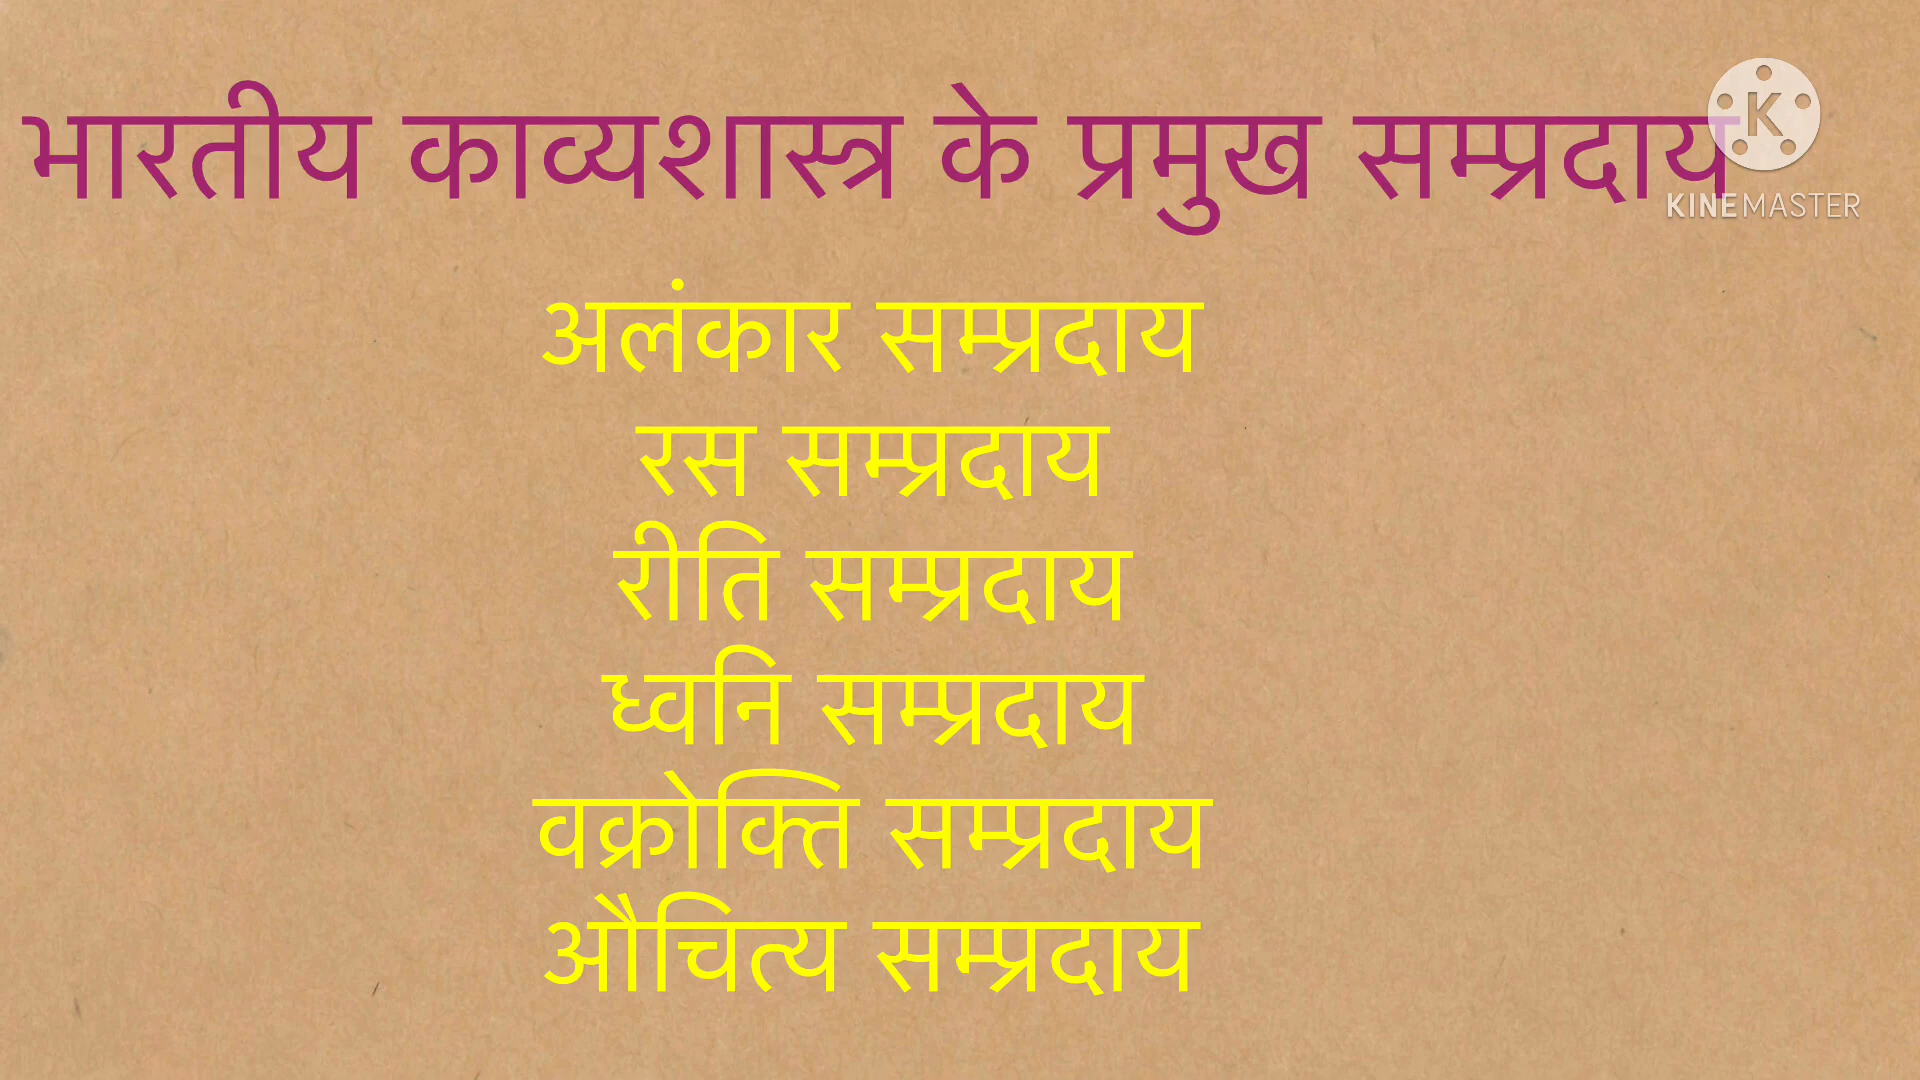 भारतीय काव्यशास्त्र के प्रमुख सम्प्रदाय
K
KINEMASTER
अलंकार सम्प्रदाय
रस सम्प्रदाय
रीति सम्प्रदाय
ध्वनि सम्प्रदाय
वक्रोक्ति सम्प्रदाय
औचित्य सम्प्रदाय